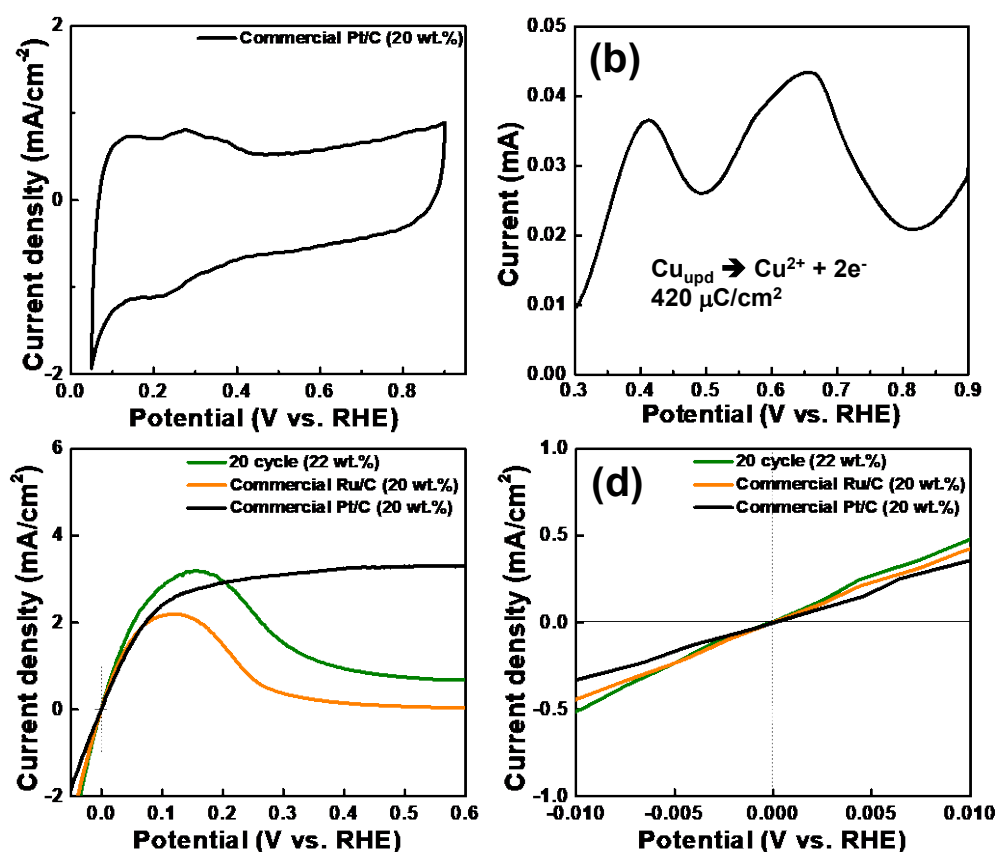 Commercial Pt/C (20 wt.%)
2
0
-2
Current density (mA/cm-2)
0.0 0.2 0.4 0.6 0.8
Potential (V vs. RHE)
(b)
0.05
0.04
0.03
0.02
0.01
0.00
Current (mA)
Cuupd ➔ Cu2+ + 2e-
420 μC/cm2
0.3 0.4 0.5 0.6 0.7 0.8 0.9
Potential (V vs. RHE)
20 cycle (22 wt.%)
Commercial Ru/C (20 wt.%)
Commercial Pt/C (20 wt.%)
6
4
2
0
-2
Current density (mA/cm2)
0.0 0.1 0.2 0.3 0.4 0.5 0.6
Potential (V vs. RHE)
(d)
20 cycle (22 wt.%)
Commercial Ru/C (20 wt.%)
Commercial Pt/C (20 wt.%)
1.0
0.5
0.0
-0.5
-1.0
Current density (mA/cm2)
-0.010 -0.005 0.000 0.005 0.010
Potential (V vs. RHE)